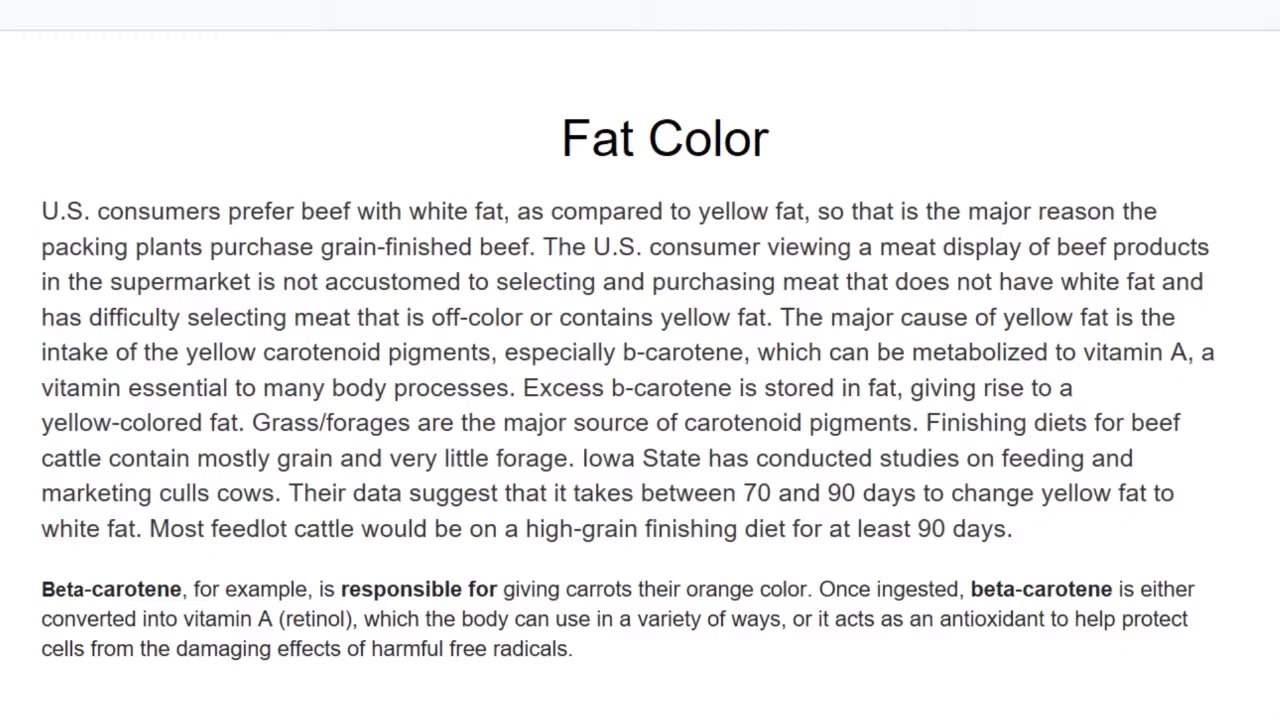 Fat Color
U.S. consumers prefer beef with white fat, as compared to yellow fat, so that is the major reason the
packing plants purchase grain-finished beef. The U.S. consumer viewing a meat display of beef products
in the supermarket is not accustomed to selecting and purchasing meat that does not have white fat and
has difficulty selecting meat that is off-color or contains yellow fat. The major cause of yellow fat is the
intake of the yellow carotenoid pigments, especially b-carotene, which can be metabolized to vitamin A, a
vitamin essential to many body processes. Excess b-carotene is stored in fat, giving rise to a
yellow-colored fat. Grass/forages are the major source of carotenoid pigments. Finishing diets for beef
cattle contain mostly grain and very little forage. Iowa State has conducted studies on feeding and
marketing culls cows. Their data suggest that it takes between 70 and 90 days to change yellow fat to
white fat. Most feedlot cattle would be on a high-grain finishing diet for at least 90 days.
Beta-carotene, for example, is responsible for giving carrots their orange color. Once ingested, beta-carotene is either
converted into vitamin A (retinol), which the body can use in a variety of ways, or it acts as an antioxidant to help protect
cells from the damaging effects of harmful free radicals.